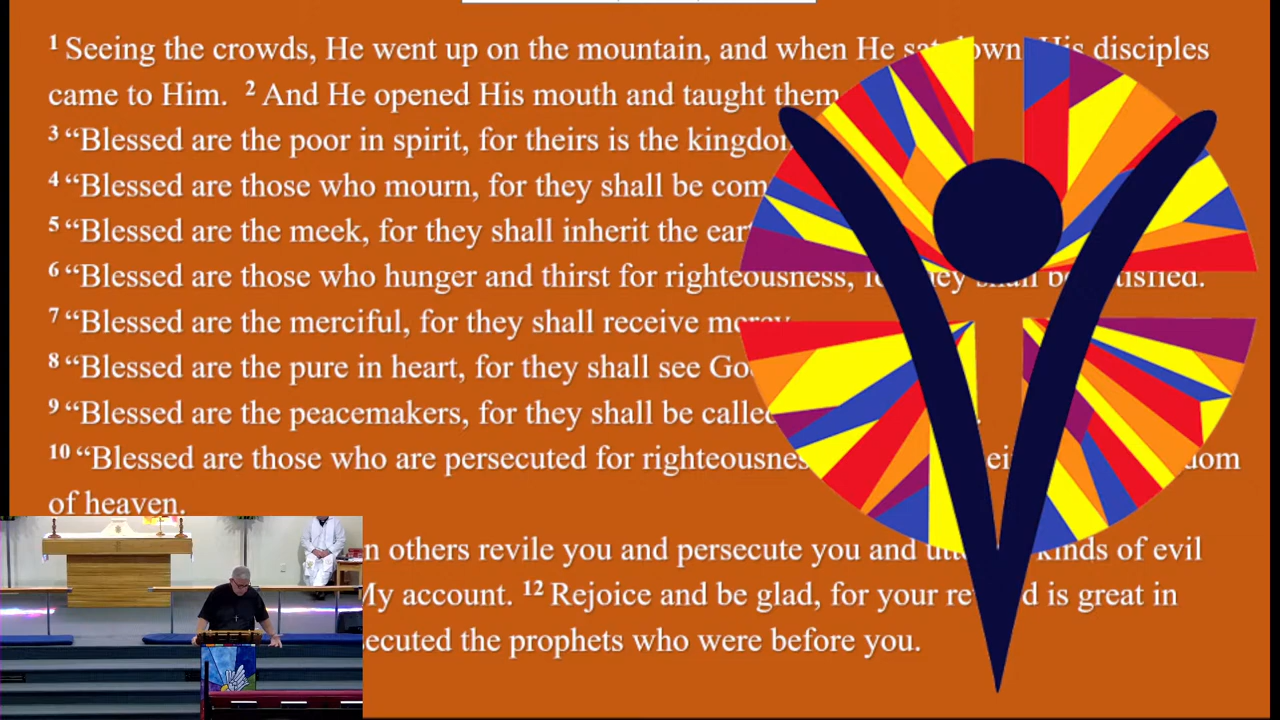 1 Seeing the crowds, He went up on the mountain, and when He sat down, His disciples
came to Him. 2 And He opened His mouth and taught them
3 “Blessed are the poor in spirit, for theirs is the
4 “Blessed are those who mourn, for they shall be
5 “Blessed are the meek, for they shall inherit the
6 “Blessed are those who hunger and thirst for righteousness, they shall be satisfied.
7 “Blessed are the merciful, for they shall receive mercy
8 “Blessed are the pure in heart, for they shall see
9 “Blessed are the peacemakers, for they shall be called
10 “Blessed are those who are persecuted for
of heaven.
others revile you and persecute you and kinds of evil
My account. 12 Rejoice and be glad, for your is great in
the prophets who were before you.